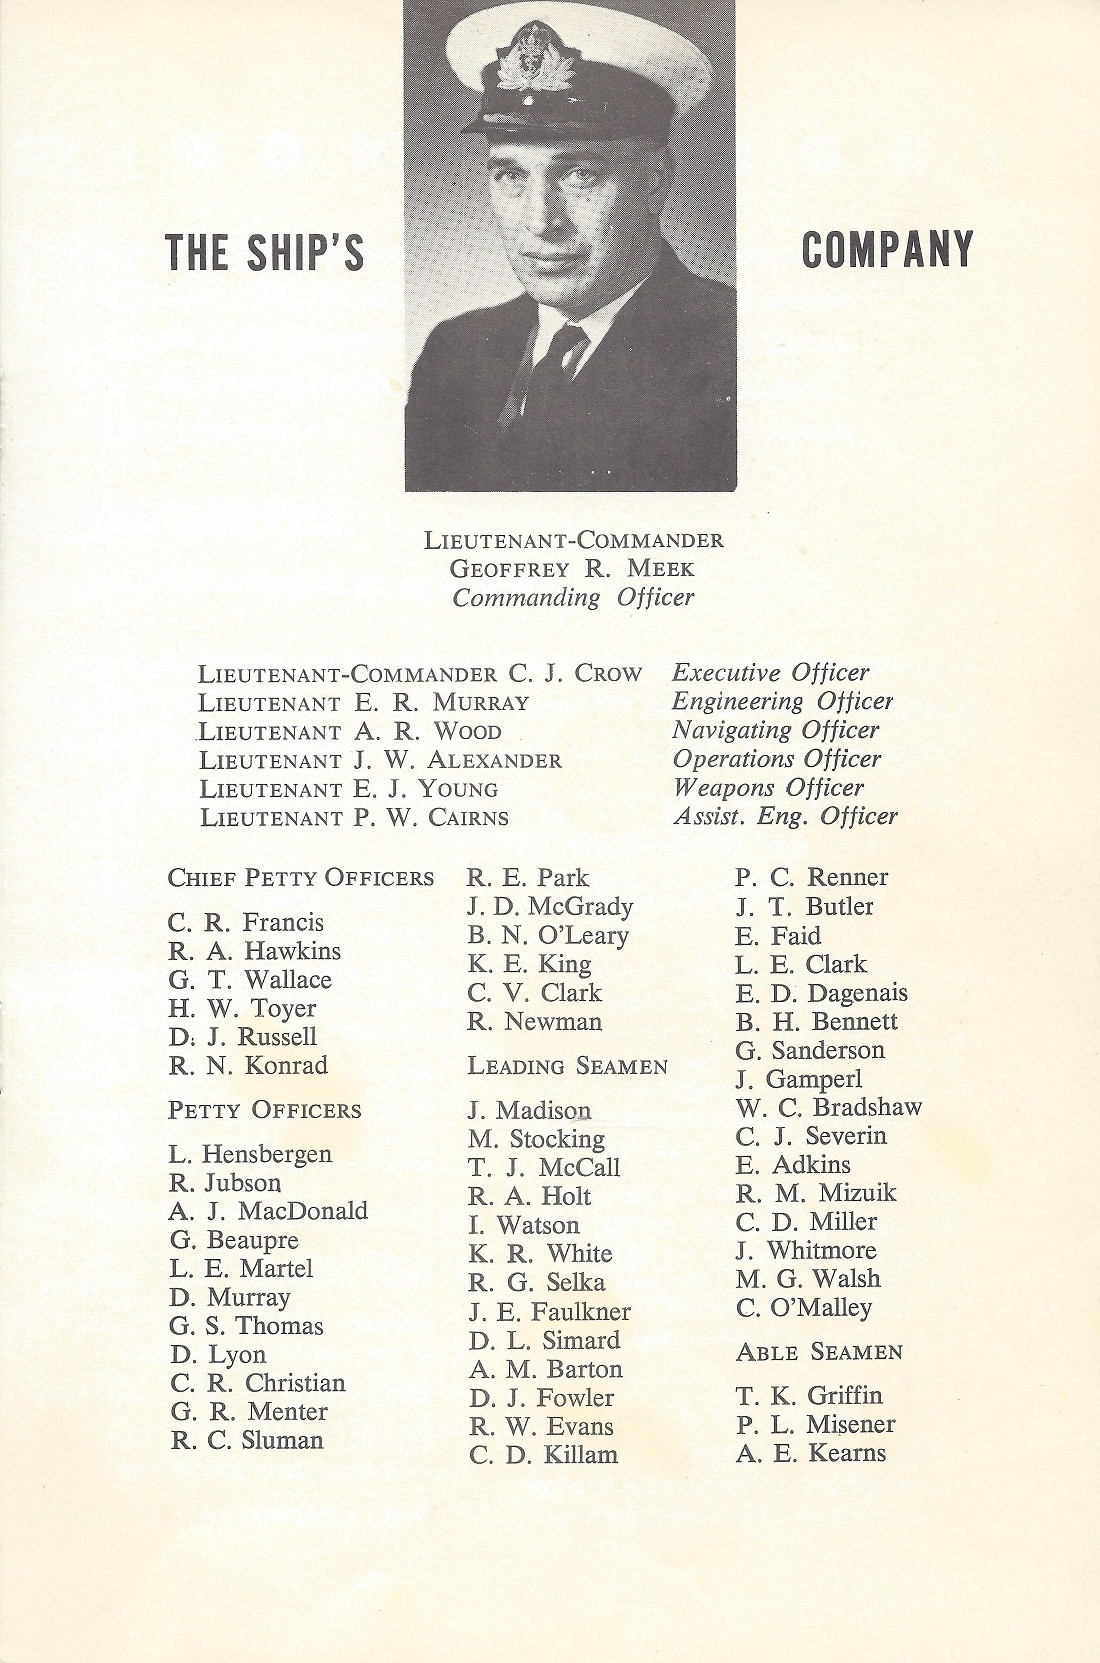 THE SHIP'S COMPANY
LIEUTENANT-COMMANDER
GEOFFREY R. MEEK
Commanding Officer
LIEUTENANT-COMMANDER C. J. CROW Executive Officer
LIEUTENANT E. R. MURRAY Engineering Officer
LIEUTENANT A. R. WOOD Navigating Officer
LIEUTENANT J. W. ALEXANDER Operations Officer
LIEUTENANT E. J. YOUNG Weapons Officer
LIEUTENANT P. W. CAIRNS Assist. Eng. Officer
CHIEF PETTY OFFICERS
C. R. Francis
R. A. Hawkins
G. T. Wallace
H. W. Toyer
D. J. Russell
R. N. Konrad
PETTY OFFICERS
L. Hensbergen
R. Jubson
A. J. MacDonald
G. Beaupre
L. E. Martel
D. Murray
G. S. Thomas
D. Lyon
C. R. Christian
G. R. Menter
R. C. Sluman
R. E. Park
J. D. McGrady
B. N. O'Leary
K. E. King
C. V. Clark
R. Newman
LEADING SEAMEN
J. Madison
M. Stocking
T. J. McCall
R. A. Holt
I. Watson
K. R. White
R. G. Selka
J. E. Faulkner
D. L. Simard
A. M. Barton
D. J. Fowler
R. W. Evans
C. D. Killam
P. C. Renner
J. T. Butler
E. Faid
L. E. Clark
E. D. Dagenais
B. H. Bennett
G. Sanderson
J. Gamperl
W. C. Bradshaw
C. J. Severin
E. Adkins
R. M. Mizuik
C. D. Miller
J. Whitmore
M. G. Walsh
C. O'Malley
ABLE SEAMEN
T. K. Griffin
P. L. Misener
A. E. Kearns